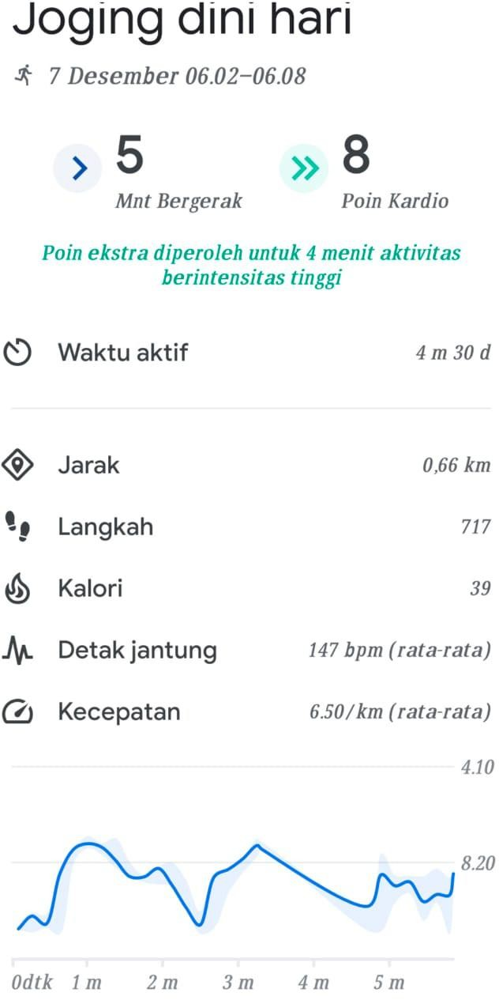 Joging dini hari
7 Desember 06.02–06.08
5
Mnt Bergerak
8
Poin Kardio
Poin ekstra diperoleh untuk 4 menit aktivitas
berintensitas tinggi
Waktu aktif 4 m 30 d
Jarak 0,66 km
Langkah 717
Kalori 39
Detak jantung 147 bpm (rata-rata)
Kecepatan 6.50/km (rata-rata)
4.10
8.20
0dtk 1 m 2 m 3 m 4 m 5 m